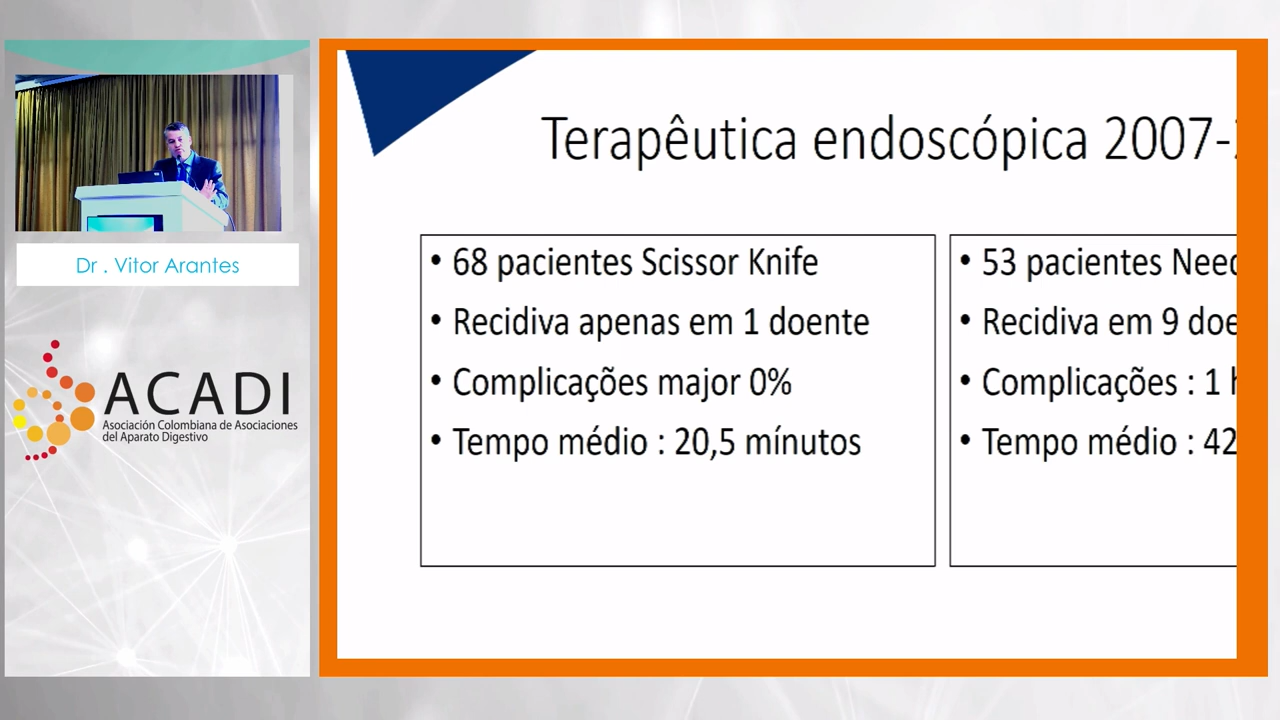 Dr . Vitor Arantes
ACADI
Asociación Colombiana de Asociaciones
del Aparato Digestivo
Terapêutica endoscópica 2007-
• 68 pacientes Scissor Knife
• Recidiva apenas em 1 doente
• Complicações major 0%
• Tempo médio : 20,5 mínutos
• 53 pacientes
• Recidiva em 9
• Complicações : 1
• Tempo médio : 42